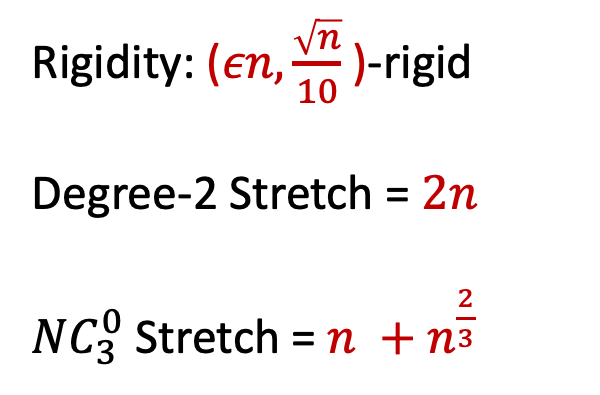 Rigidity: (ϵn, √n/10)-rigid
Degree-2 Stretch = 2n
NC⁰₃ Stretch = n + n^(2/3)